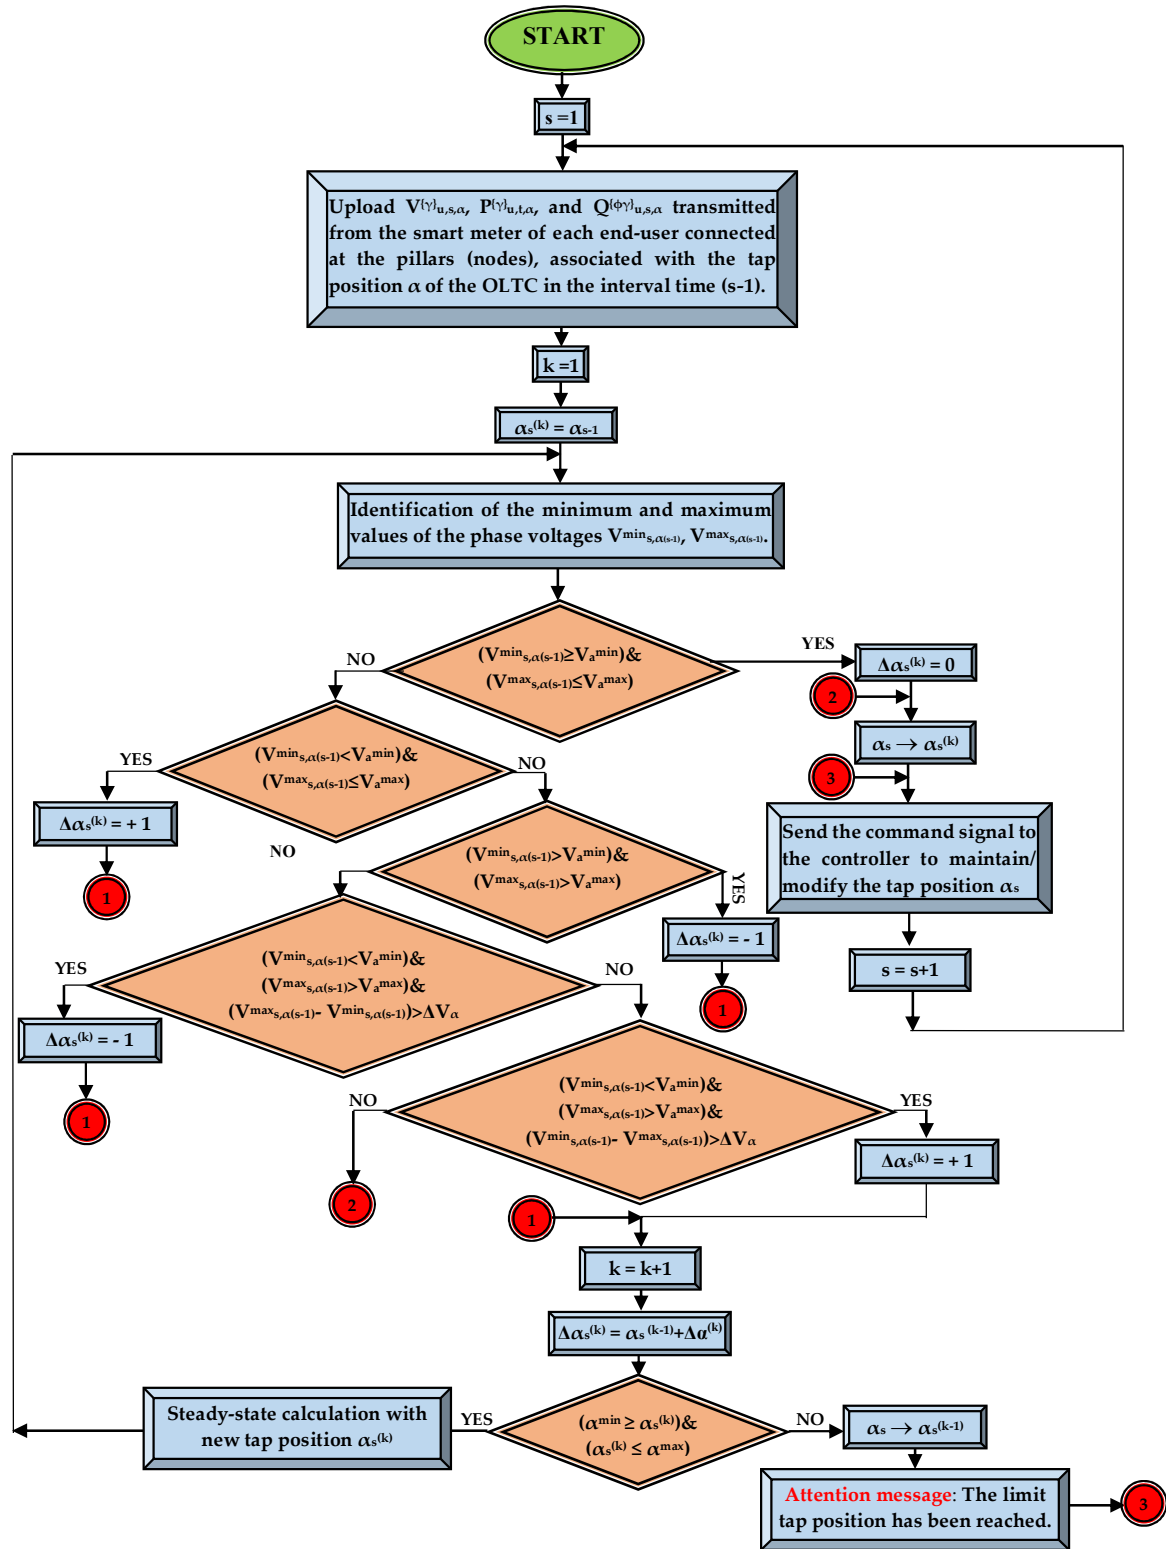 START
s =1
Upload V{γ}u,s,α, P{γ}u,t,α, and Q{ϕγ}u,s,α transmitted
from the smart meter of each end-user connected
at the pillars (nodes), associated with the tap
position α of the OLTC in the interval time (s-1).
k =1
αs(k) = αs-1
Identification of the minimum and maximum
values of the phase voltages Vmins,α(s-1), Vmaxs,α(s-1).
(Vmins,α(s-1)≥Vamin)&
(Vmaxs,α(s-1)≤Vamax)
YES
NO
Δαs(k) = 0
2
αs → αs(k)
3
Send the command signal to
the controller to maintain/
modify the tap position αs
s = s+1
(Vmins,α(s-1)<Vamin)&
(Vmaxs,α(s-1)≤Vamax)
YES
NO
Δαs(k) = + 1
1
(Vmins,α(s-1)>Vamin)&
(Vmaxs,α(s-1)>Vamax)
NO
YES
Δαs(k) = - 1
1
(Vmins,α(s-1)<Vamin)&
(Vmaxs,α(s-1)>Vamax)&
(Vmaxs,α(s-1)- Vmins,α(s-1))>ΔVα
YES
NO
Δαs(k) = - 1
1
(Vmins,α(s-1)<Vamin)&
(Vmaxs,α(s-1)>Vamax)&
(Vmins,α(s-1)- Vmaxs,α(s-1))>ΔVα
NO
YES
Δαs(k) = + 1
2
1
k = k+1
Δαs(k) = αs (k-1)+Δα(k)
(αmin ≥ αs(k))&
(αs(k) ≤ αmax)
YES
NO
Steady-state calculation with
new tap position αs(k)
αs → αs(k-1)
Attention message: The limit
tap position has been reached.
3